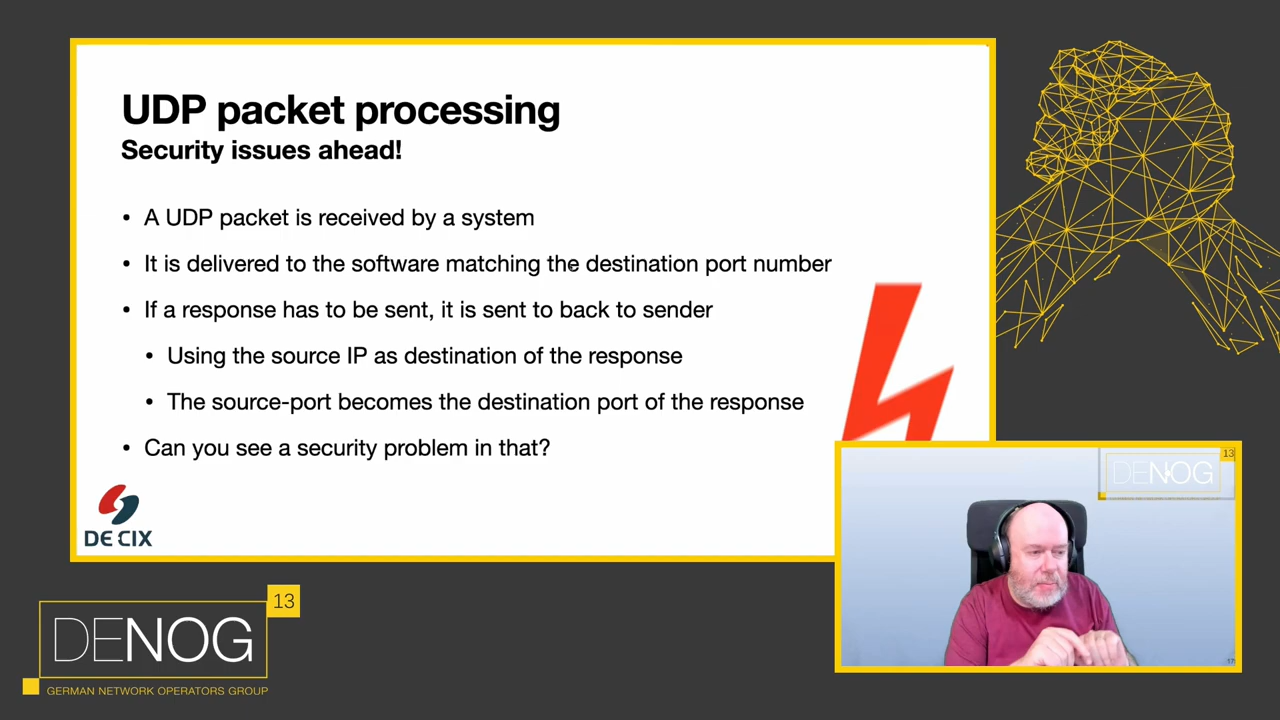 UDP packet processing
Security issues ahead!
• A UDP packet is received by a system
• It is delivered to the software matching the destination port number
• If a response has to be sent, it is sent to back to sender
• Using the source IP as destination of the response
• The source-port becomes the destination port of the response
• Can you see a security problem in that?
DE CIX
13
DENOG
13
DENOG
GERMAN NETWORK OPERATORS GROUP